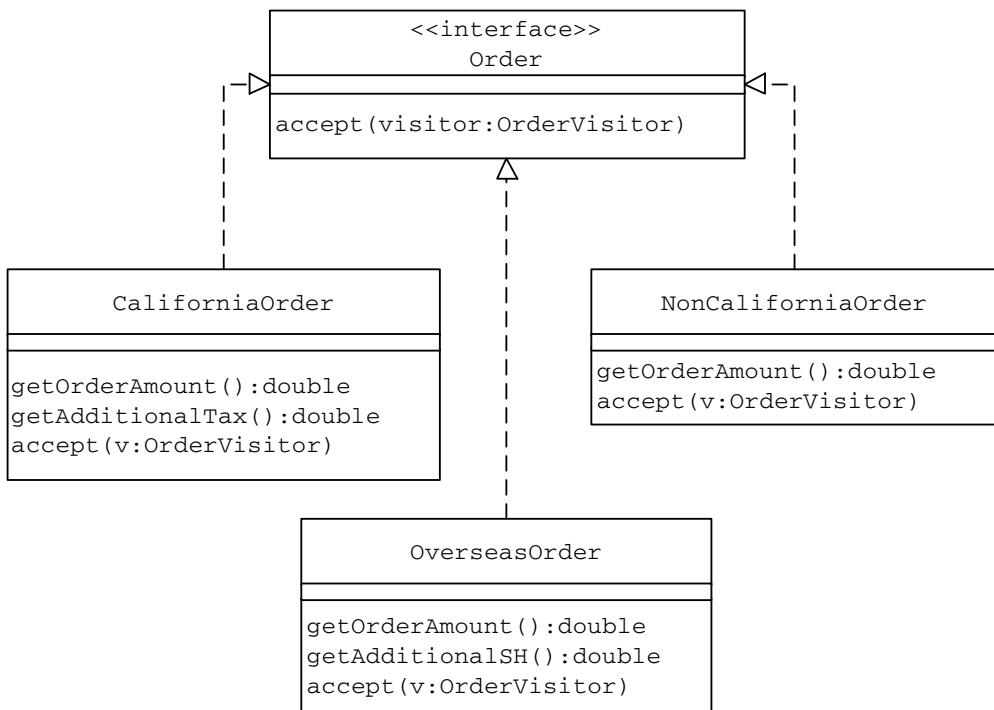 <<interface>>
Order
accept(visitor:OrderVisitor)
CaliforniaOrder
getOrderAmount():double
getAdditionalTax():double
accept(v:OrderVisitor)
NonCaliforniaOrder
getOrderAmount():double
accept(v:OrderVisitor)
OverseasOrder
getOrderAmount():double
getAdditionalSH():double
accept(v:OrderVisitor)